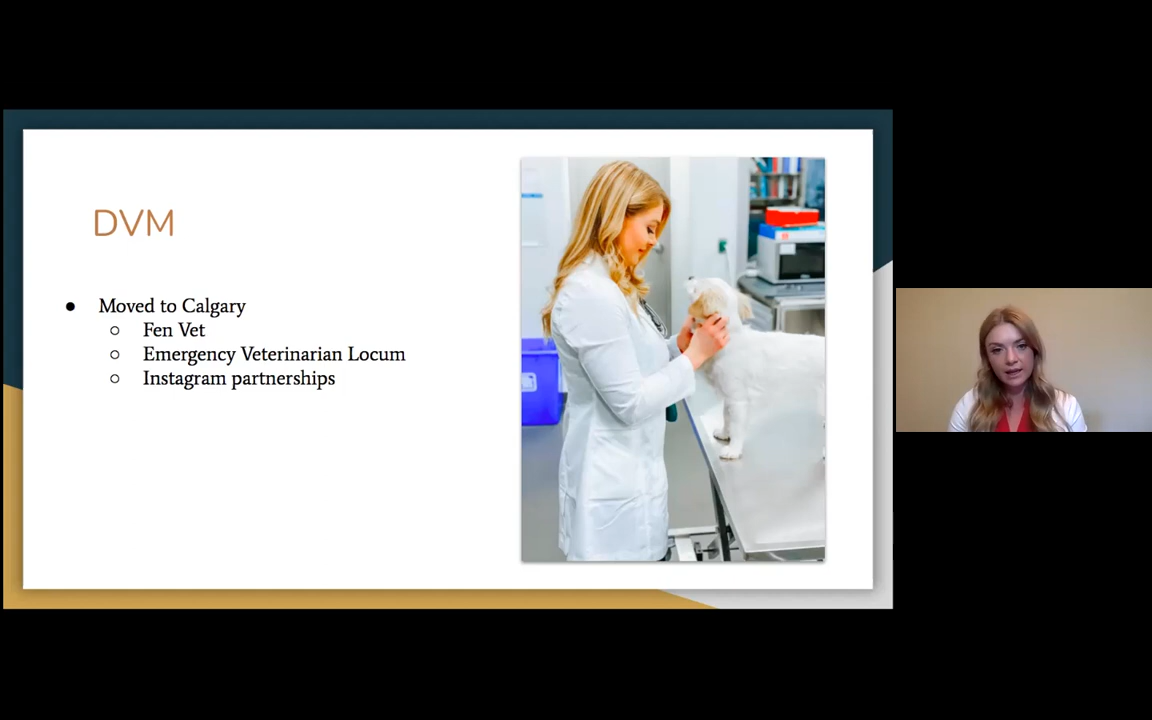 DVM
● Moved to Calgary
○ Fen Vet
○ Emergency Veterinarian Locum
○ Instagram partnerships